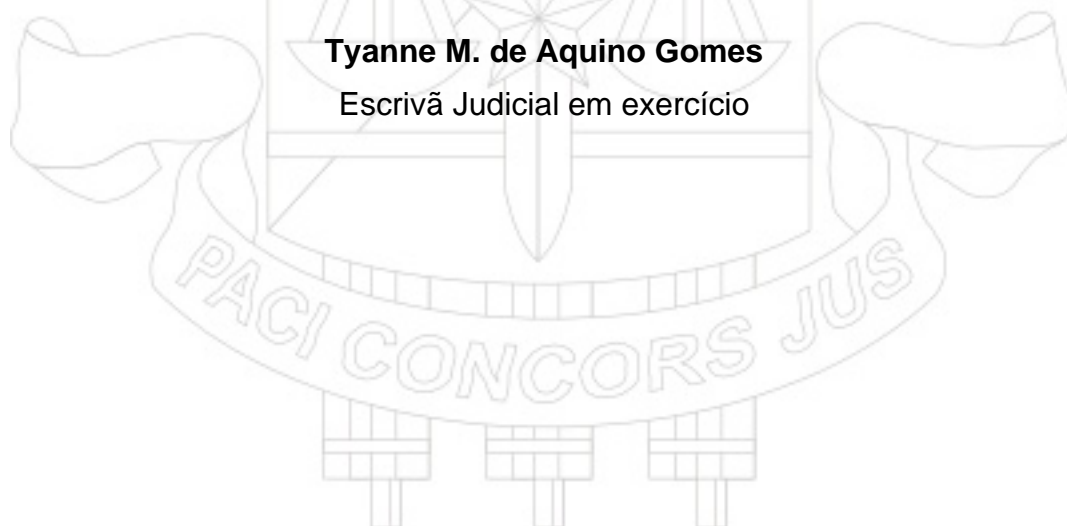 Tyanne M. de Aquino Gomes
Escrivã Judicial em exercício
PACI CONCORS JUS